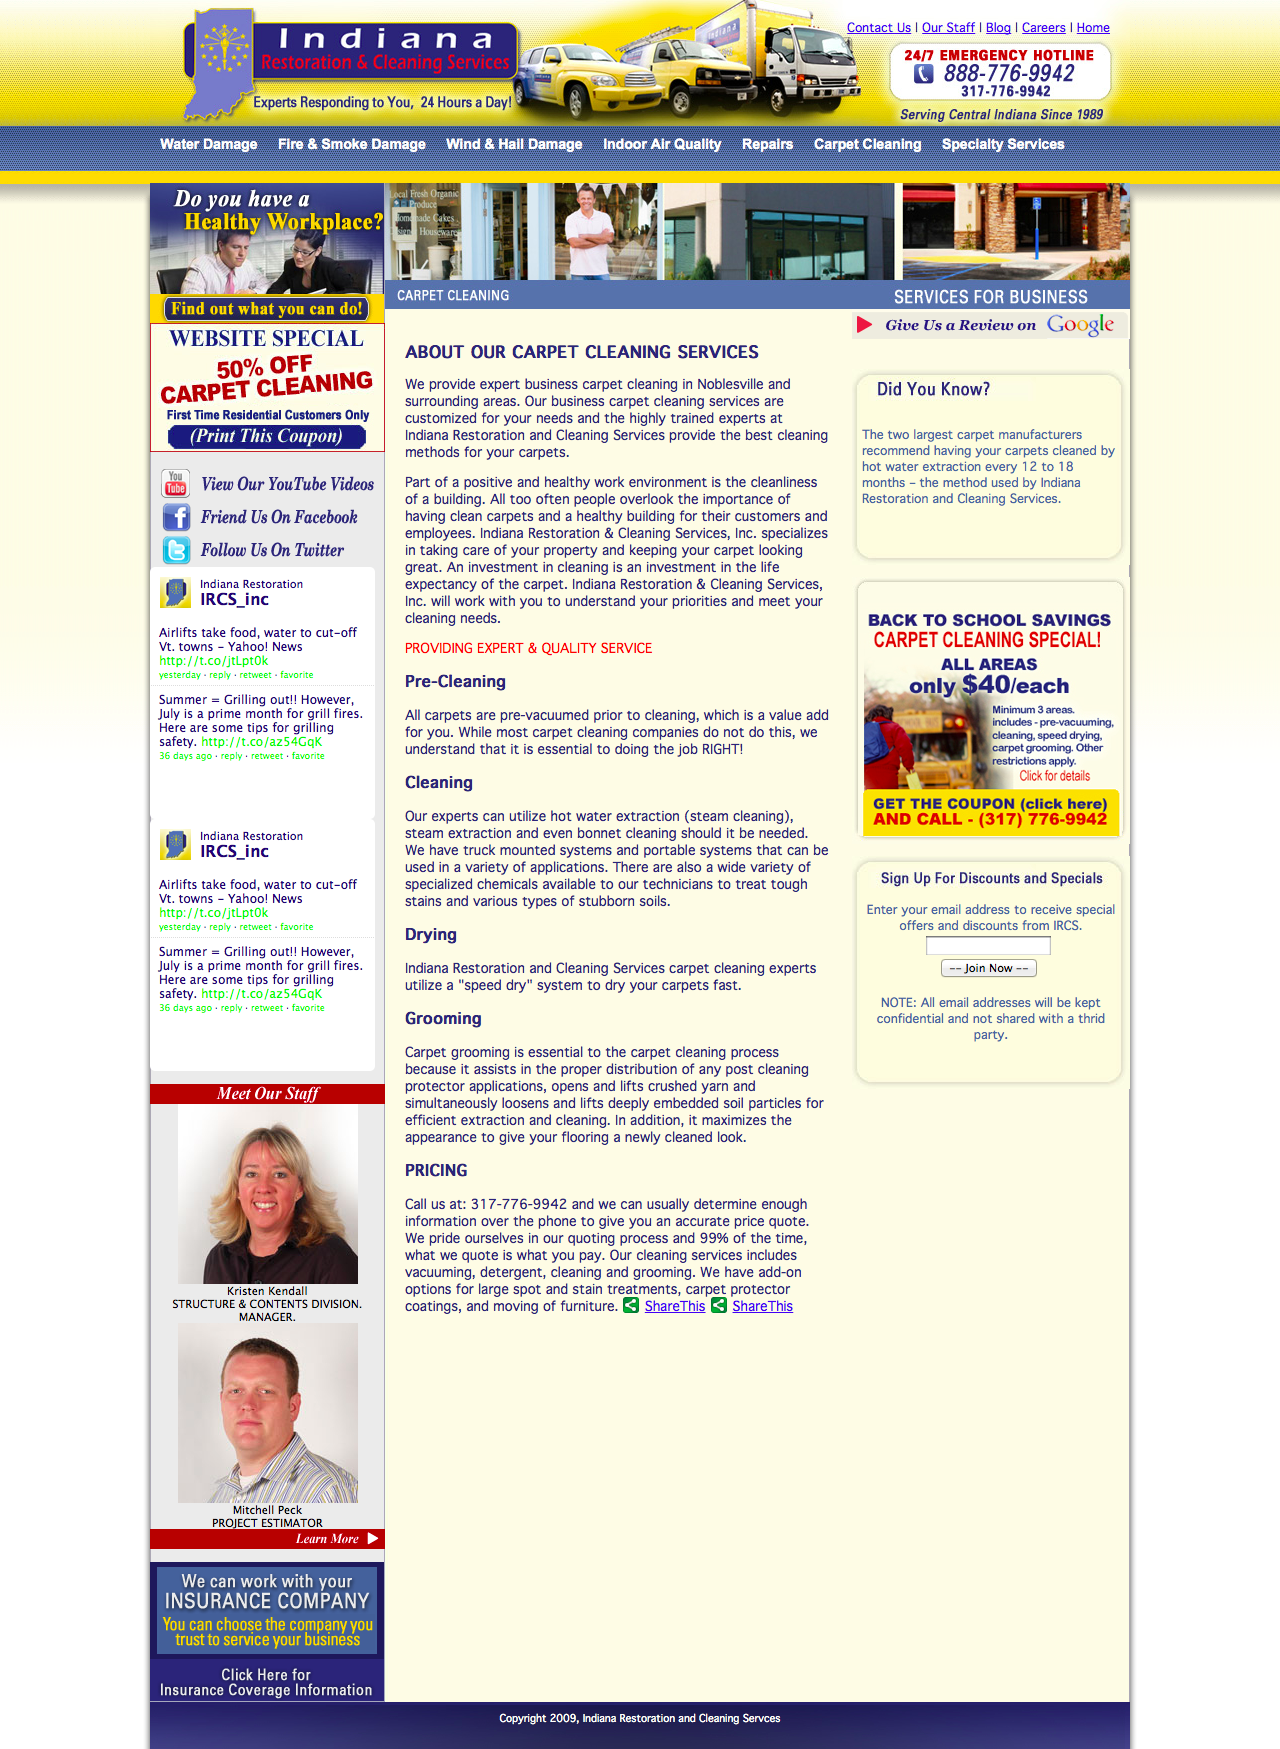 Indiana
Restoration & Cleaning Services
Experts Responding to You, 24 Hours a Day!
Contact Us | Our Staff | Blog | Careers | Home
24/7 EMERGENCY HOTLINE
888-776-9942
317-776-9942
Serving Central Indiana Since 1989
Water Damage Fire & Smoke Damage Wind & Hail Damage Indoor Air Quality Repairs Carpet Cleaning Specialty Services
Do you have a
Healthy Workplace?
Find out what you can do!
WEBSITE SPECIAL
50% OFF
CARPET CLEANING
First Time Residential Customers Only
(Print This Coupon)
View Our YouTube Videos
Friend Us On Facebook
Follow Us On Twitter
Indiana Restoration
IRCS_inc
Airlifts take food, water to cut-off
Vt. towns - Yahoo! News
http://t.co/jtLpt0k
yesterday · reply · retweet · favorite
Summer = Grilling out!! However,
July is a prime month for grill fires.
Here are some tips for grilling
safety. http://t.co/az54GqK
36 days ago · reply · retweet · favorite
Indiana Restoration
IRCS_inc
Airlifts take food, water to cut-off
Vt. towns - Yahoo! News
http://t.co/jtLpt0k
yesterday · reply · retweet · favorite
Summer = Grilling out!! However,
July is a prime month for grill fires.
Here are some tips for grilling
safety. http://t.co/az54GqK
36 days ago · reply · retweet · favorite
Meet Our Staff
Kristen Kendall
STRUCTURE & CONTENTS DIVISION.
MANAGER.
Mitchell Peck
PROJECT ESTIMATOR
Learn More
We can work with your
INSURANCE COMPANY
You can choose the company you
trust to service your business
Click Here for
Insurance Coverage Information
Local Fresh Organic
Produce
Homemade Cakes
Designer Housewares
CARPET CLEANING
SERVICES FOR BUSINESS
ABOUT OUR CARPET CLEANING SERVICES
We provide expert business carpet cleaning in Noblesville and
surrounding areas. Our business carpet cleaning services are
customized for your needs and the highly trained experts at
Indiana Restoration and Cleaning Services provide the best cleaning
methods for your carpets.
Part of a positive and healthy work environment is the cleanliness
of a building. All too often people overlook the importance of
having clean carpets and a healthy building for their customers and
employees. Indiana Restoration & Cleaning Services, Inc. specializes
in taking care of your property and keeping your carpet looking
great. An investment in cleaning is an investment in the life
expectancy of the carpet. Indiana Restoration & Cleaning Services,
Inc. will work with you to understand your priorities and meet your
cleaning needs.
PROVIDING EXPERT & QUALITY SERVICE
Pre-Cleaning
All carpets are pre-vacuumed prior to cleaning, which is a value add
for you. While most carpet cleaning companies do not do this, we
understand that it is essential to doing the job RIGHT!
Cleaning
Our experts can utilize hot water extraction (steam cleaning),
steam extraction and even bonnet cleaning should it be needed.
We have truck mounted systems and portable systems that can be
used in a variety of applications. There are also a wide variety of
specialized chemicals available to our technicians to treat tough
stains and various types of stubborn soils.
Drying
Indiana Restoration and Cleaning Services carpet cleaning experts
utilize a "speed dry" system to dry your carpets fast.
Grooming
Carpet grooming is essential to the carpet cleaning process
because it assists in the proper distribution of any post cleaning
protector applications, opens and lifts crushed yarn and
simultaneously loosens and lifts deeply embedded soil particles for
efficient extraction and cleaning. In addition, it maximizes the
appearance to give your flooring a newly cleaned look.
PRICING
Call us at: 317-776-9942 and we can usually determine enough
information over the phone to give you an accurate price quote.
We pride ourselves in our quoting process and 99% of the time,
what we quote is what you pay. Our cleaning services includes
vacuuming, detergent, cleaning and grooming. We have add-on
options for large spot and stain treatments, carpet protector
coatings, and moving of furniture. ShareThis ShareThis
Give Us a Review on Google
Did You Know?
The two largest carpet manufacturers
recommend having your carpets cleaned by
hot water extraction every 12 to 18
months – the method used by Indiana
Restoration and Cleaning Services.
BACK TO SCHOOL SAVINGS
CARPET CLEANING SPECIAL!
ALL AREAS
only $40/each
Minimum 3 areas.
includes - pre-vacuuming,
cleaning, speed drying,
carpet grooming. Other
restrictions apply.
Click for details
GET THE COUPON (click here)
AND CALL - (317) 776-9942
Sign Up For Discounts and Specials
Enter your email address to receive special
offers and discounts from IRCS.
-- Join Now --
NOTE: All email addresses will be kept
confidential and not shared with a thrid
party.
Copyright 2009, Indiana Restoration and Cleaning Servces